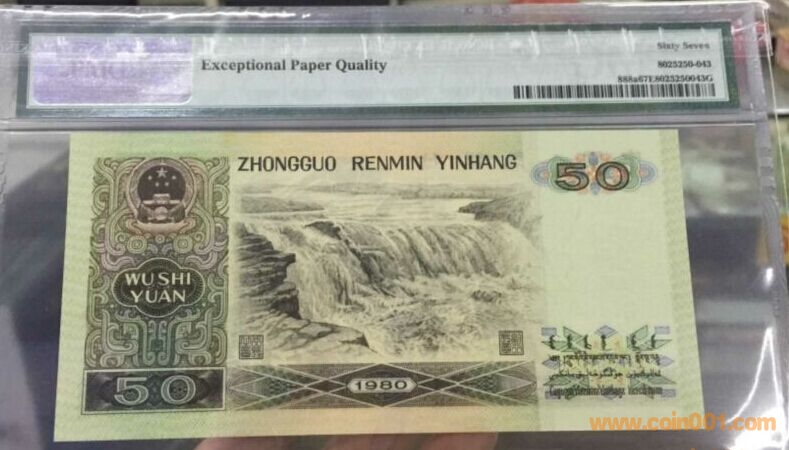 Sixty Seven
Exceptional Paper Quality
8025250-043
888a67E8025250043G
ZHONGGUO RENMIN YINHANG
50
WU SHI
YUAN
50
1980
www.coin001.com